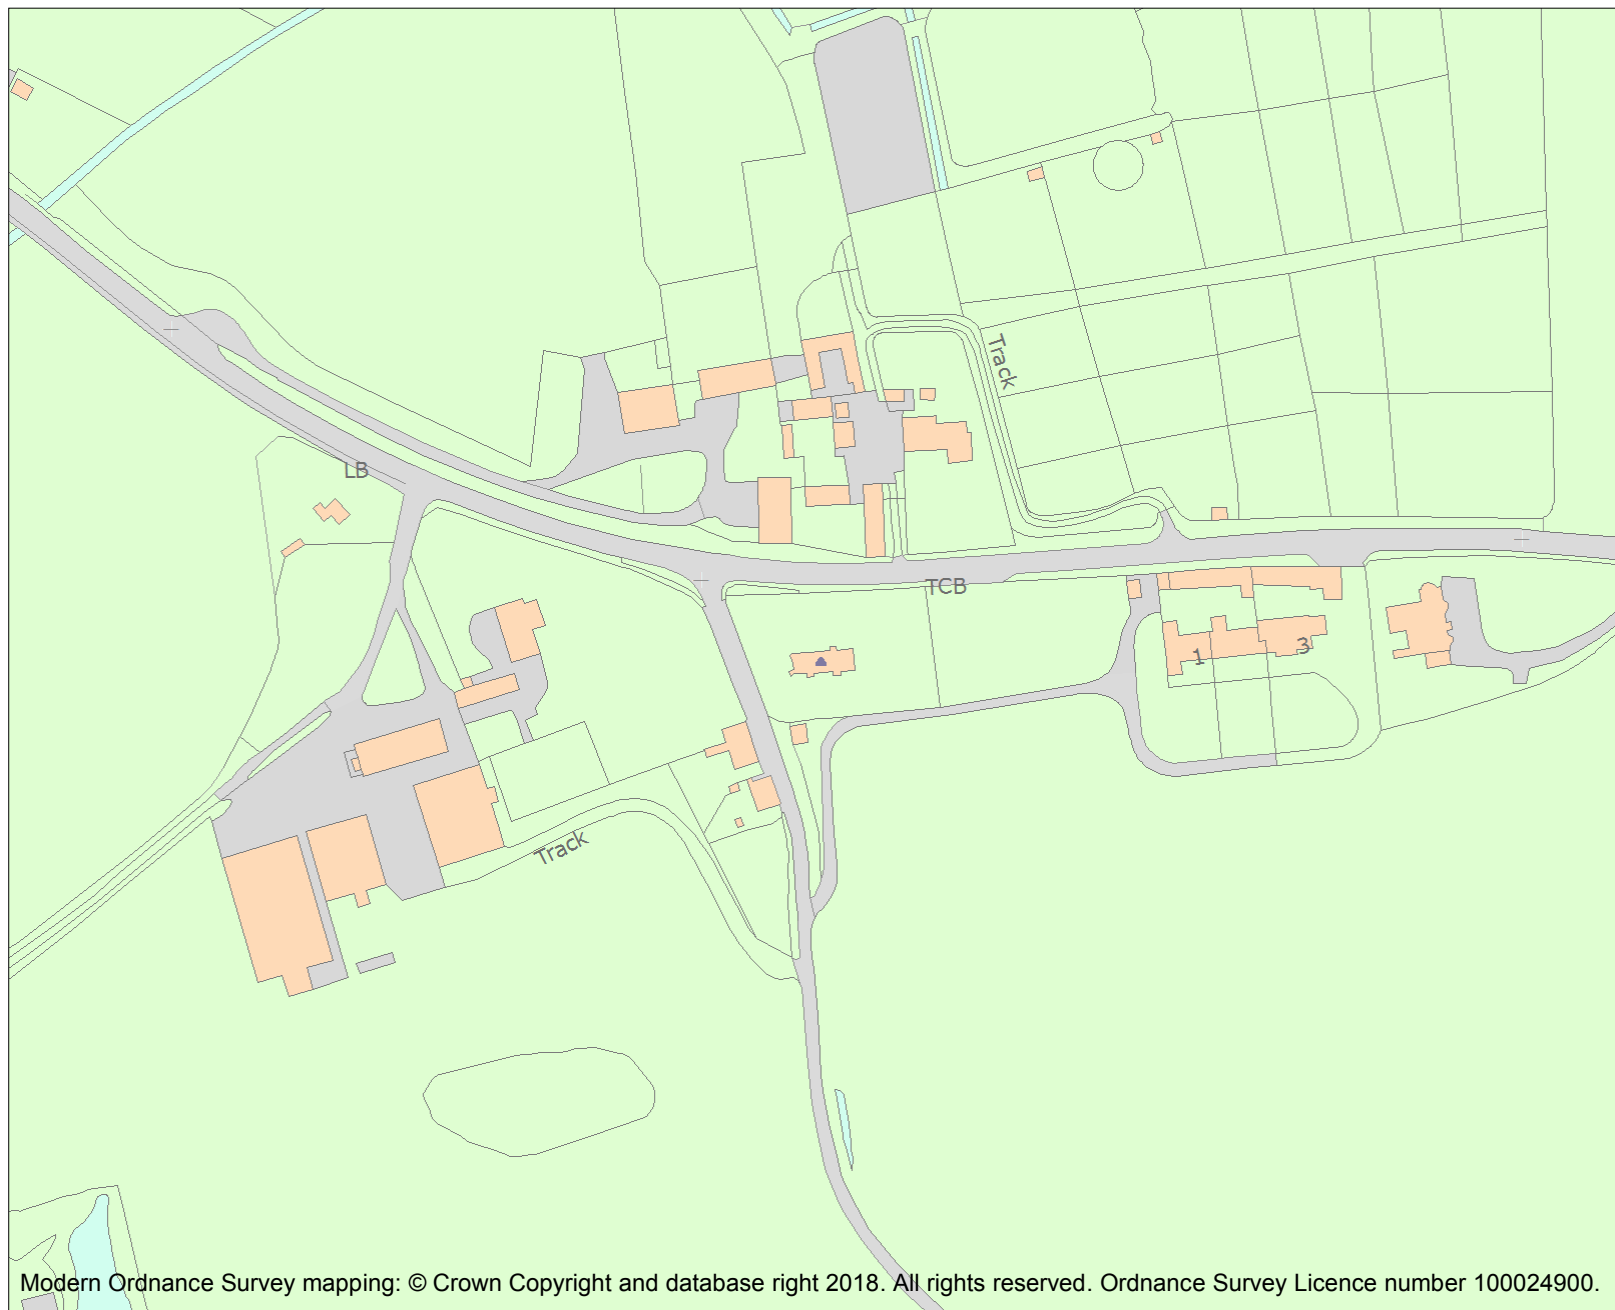 Track
LB
TCB
1
3
Track
Modern Ordnance Survey mapping: © Crown Copyright and database right 2018. All rights reserved. Ordnance Survey Licence number 100024900.